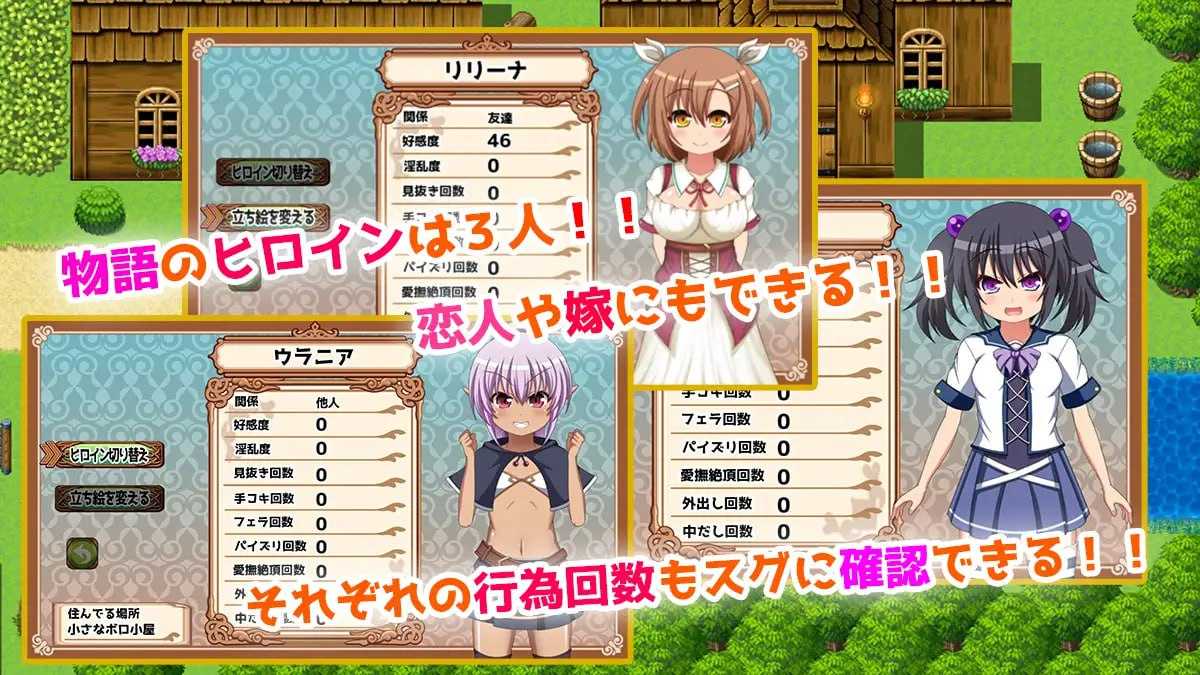 リリーナ
関係 友達
好感度 46
淫乱度 0
見抜き回数 0
パイズリ回数 0
愛撫絶頂回数 0
ヒロイン切り替え
立ち絵を変える
物語のヒロインは３人！！
恋人や嫁にもできる！！
ウラニア
関係 他人
好感度 0
淫乱度 0
見抜き回数 0
手コキ回数 0
フェラ回数 0
パイズリ回数 0
愛撫絶頂回数 0
ヒロイン切り替え
立ち絵を変える
住んでる場所
小さなボロ小屋
手コキ回数 0
フェラ回数 0
パイズリ回数 0
愛撫絶頂回数 0
外出し回数 0
中だし回数 0
それぞれの行為回数もスグに確認できる！！